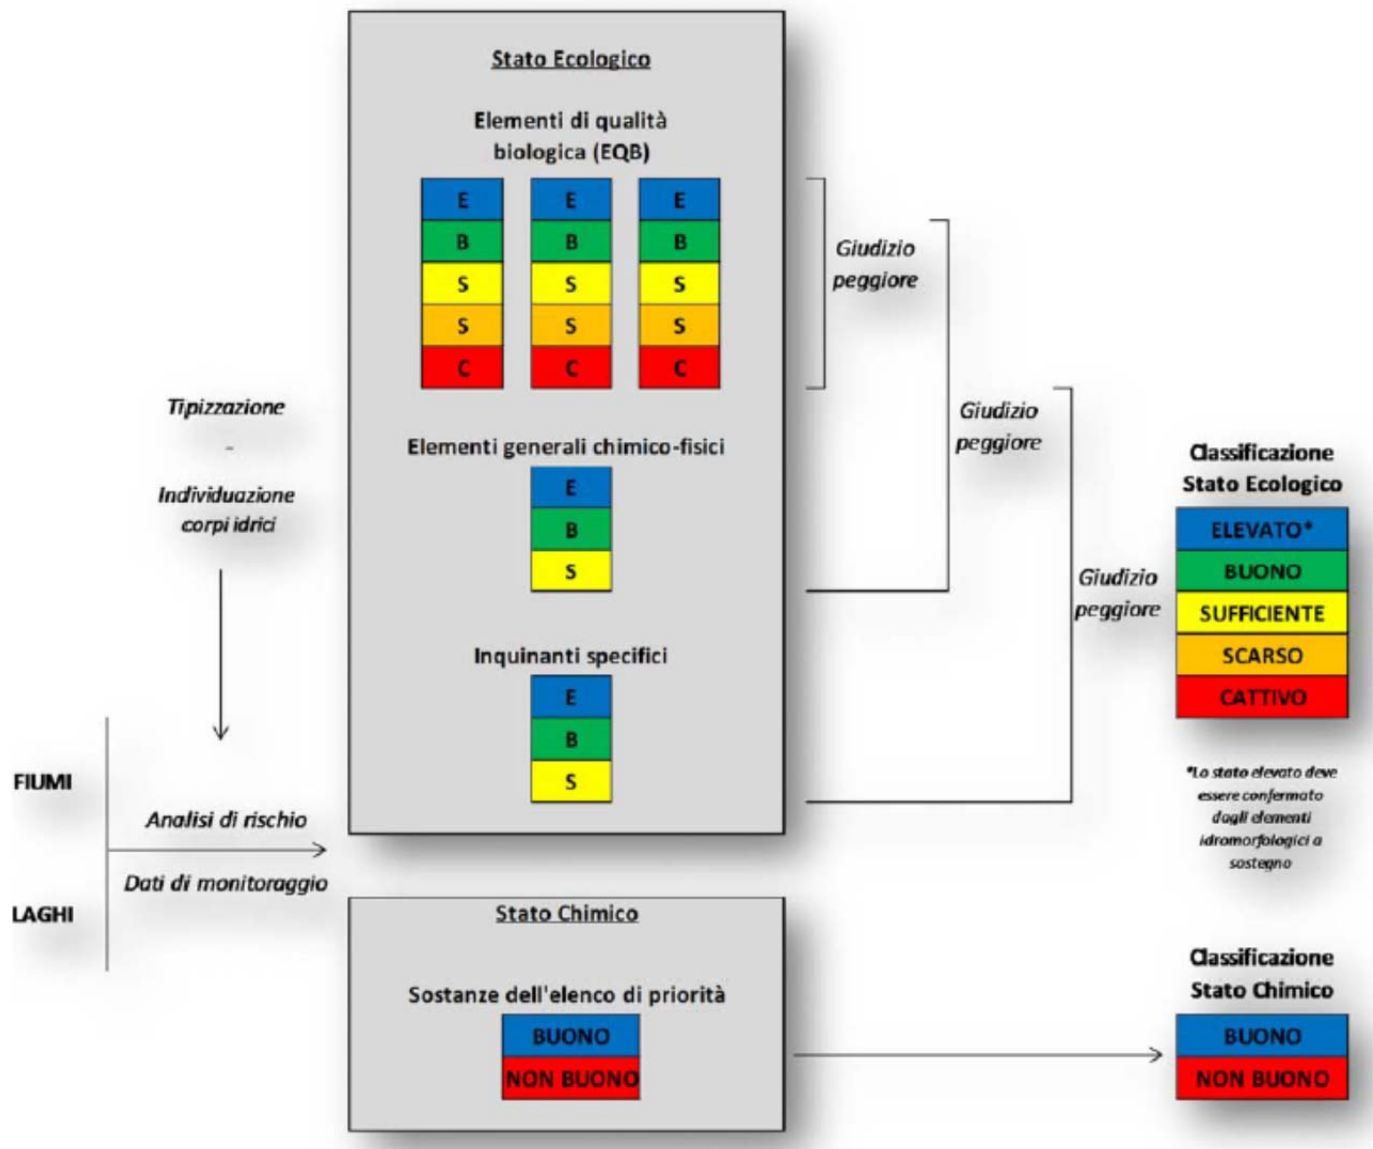 Stato Ecologico
Elementi di qualità
biologica (EQB)
E E E
B B B
S S S
S S S
C C C
Giudizio
peggiore
Elementi generali chimico-fisici
E
B
S
Giudizio
peggiore
Inquinanti specifici
E
B
S
Giudizio
peggiore
Tipizzazione
-
Individuazione
corpi idrici
FIUMI
LAGHI
Analisi di rischio
Dati di monitoraggio
Classificazione
Stato Ecologico
ELEVATO*
BUONO
SUFFICIENTE
SCARSO
CATTIVO
*Lo stato elevato deve
essere confermato
dagli elementi
idromorfologici a
sostegno
Stato Chimico
Sostanze dell'elenco di priorità
BUONO
NON BUONO
Classificazione
Stato Chimico
BUONO
NON BUONO